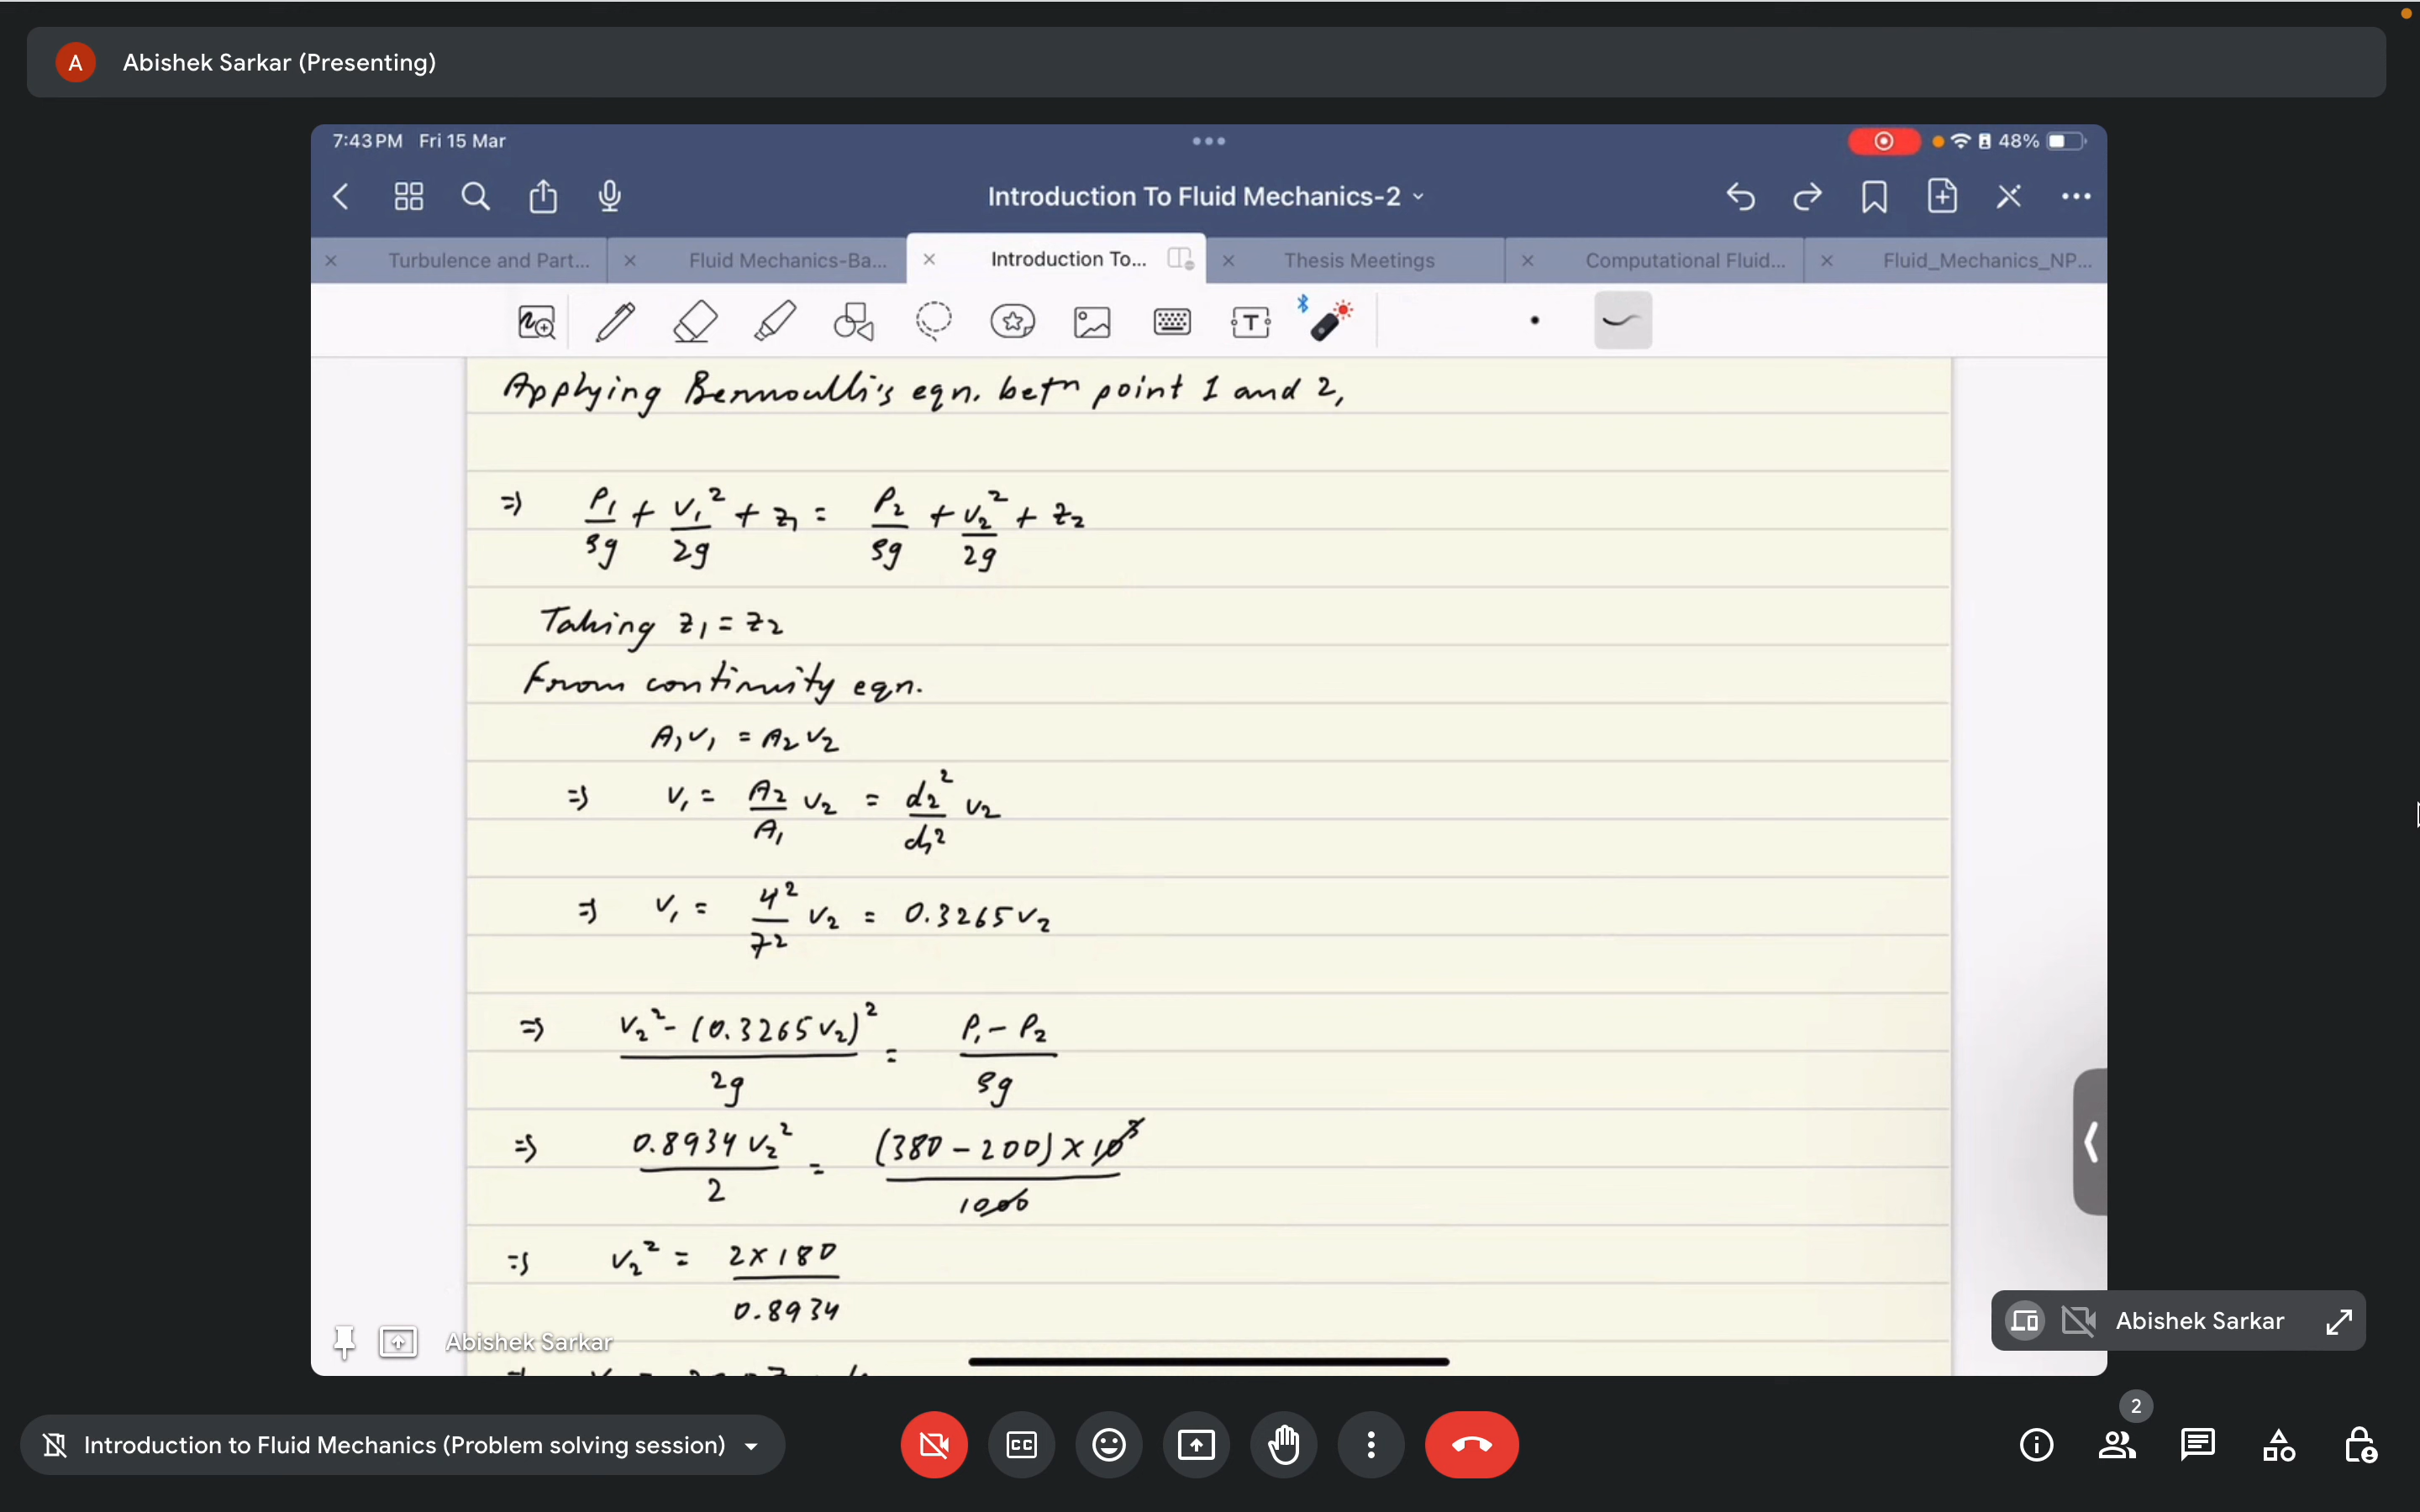 A Abishek Sarkar (Presenting)
7:43 PM Fri 15 Mar
48%
Introduction To Fluid Mechanics-2
Turbulence and Part...
Fluid Mechanics-Ba...
Introduction To...
Thesis Meetings
Computational Fluid...
Fluid_Mechanics_NP...
T
Applying Bernoulli's eqn. betn point 1 and 2,
⇒ P₁/ρg + v₁²/2g + z₁ = P₂/ρg + v₂²/2g + z₂
Taking z₁ = z₂
From continuity eqn.
A₁v₁ = A₂v₂
⇒ v₁ = A₂/A₁ v₂ = d₂²/d₁² v₂
⇒ v₁ = 4²/7² v₂ = 0.3265v₂
⇒ (v₂² - (0.3265v₂)²)/2g = (P₁ - P₂)/ρg
⇒ 0.8934 v₂²/2 = (380 - 200) × 10³/1000
⇒ v₂² = 2×180/0.8934
Abishek Sarkar
Abishek Sarkar
2
Introduction to Fluid Mechanics (Problem solving session)
CC